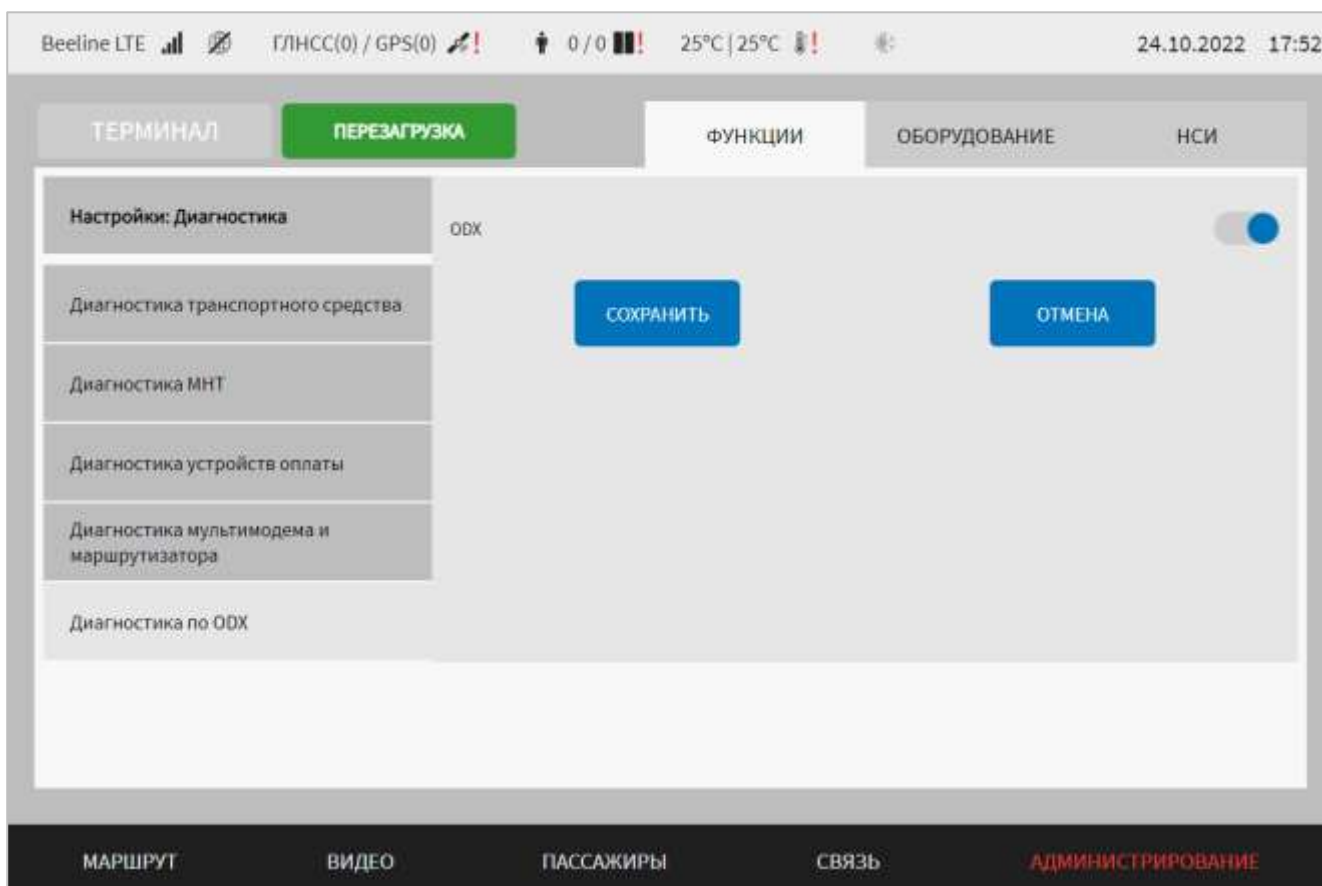 Beeline LTE ГЛНСС(0) / GPS(0) ! 0/0 ! 25°C|25°C ! 24.10.2022 17:52
ТЕРМИНАЛ ПЕРЕЗАГРУЗКА ФУНКЦИИ ОБОРУДОВАНИЕ НСИ
Настройки: Диагностика
ODX
Диагностика транспортного средства
СОХРАНИТЬ ОТМЕНА
Диагностика МНТ
Диагностика устройств оплаты
Диагностика мультимодема и
маршрутизатора
Диагностика по ODX
МАРШРУТ ВИДЕО ПАССАЖИРЫ СВЯЗЬ АДМИНИСТРИРОВАНИЕ